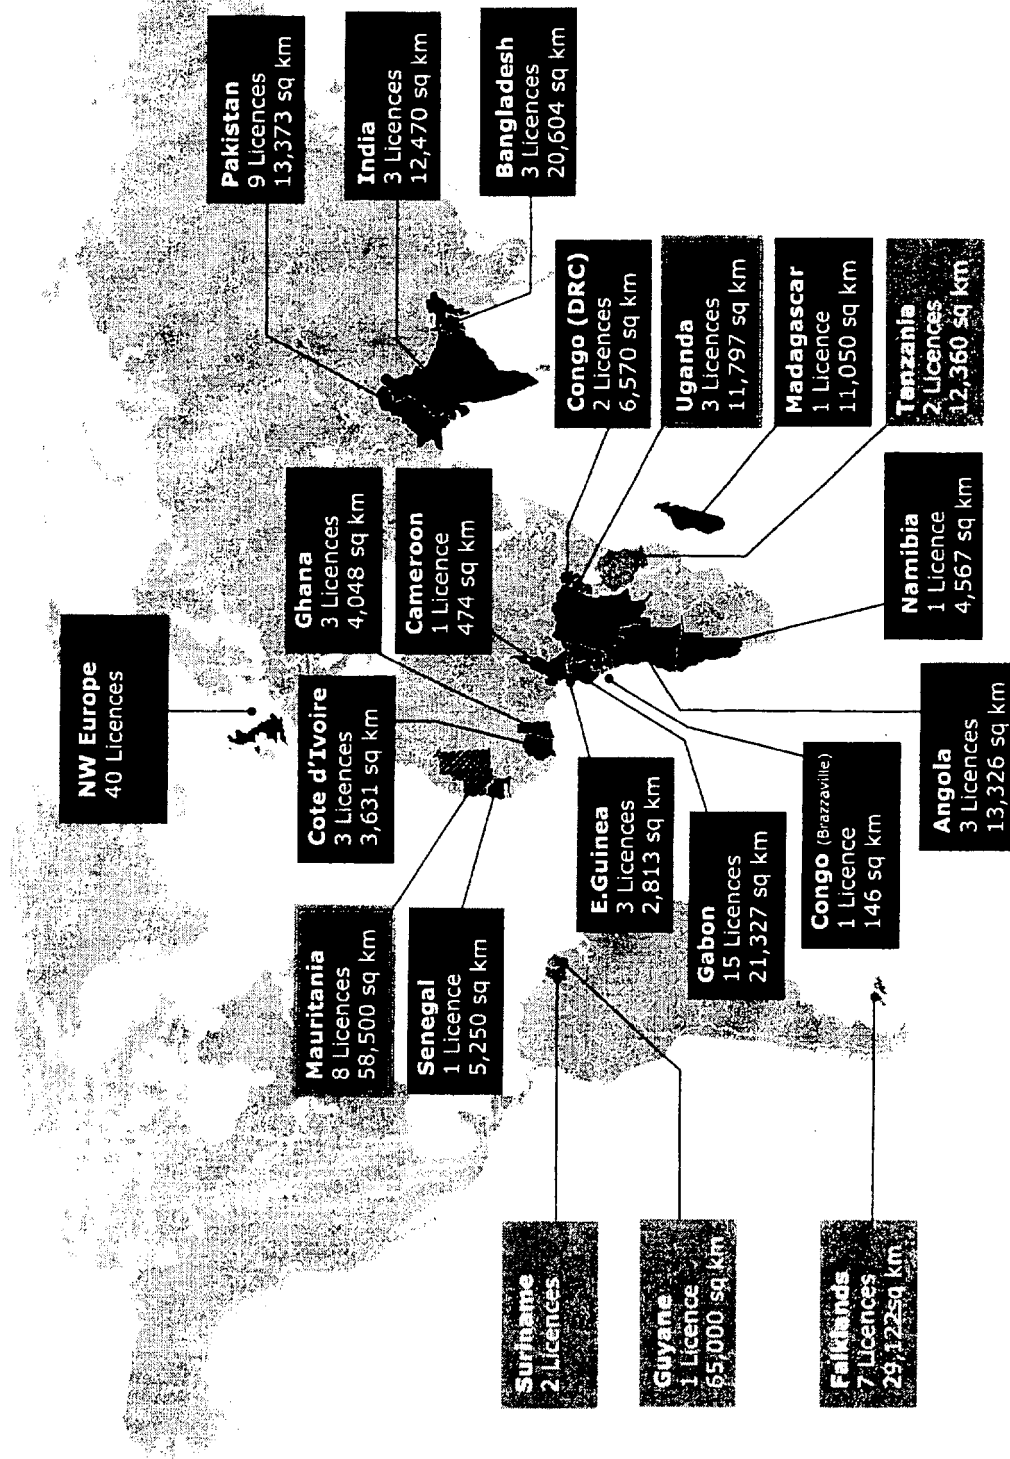 NW Europe
40 Licences
Pakistan
9 Licences
13,373 sq km
India
3 Licences
12,470 sq km
Bangladesh
3 Licences
20,604 sq km
Ghana
3 Licences
4,048 sq km
Cote d'Ivoire
3 Licences
3,631 sq km
Cameroon
1 Licence
474 sq km
Mauritania
8 Licences
58,500 sq km
Senegal
1 Licence
5,250 sq km
Congo (DRC)
2 Licences
6,570 sq km
Uganda
3 Licences
11,797 sq km
Madagascar
1 Licence
11,050 sq km
Tanzania
2 Licences
12,360 sq km
E.Guinea
3 Licences
2,813 sq km
Gabon
15 Licences
21,327 sq km
Congo (Brazzaville)
1 Licence
146 sq km
Angola
3 Licences
13,326 sq km
Namibia
1 Licence
4,567 sq km
Suriname
2 Licences
Guyane
1 Licence
65,000 sq km
Falklands
7 Licences
29,122sq km